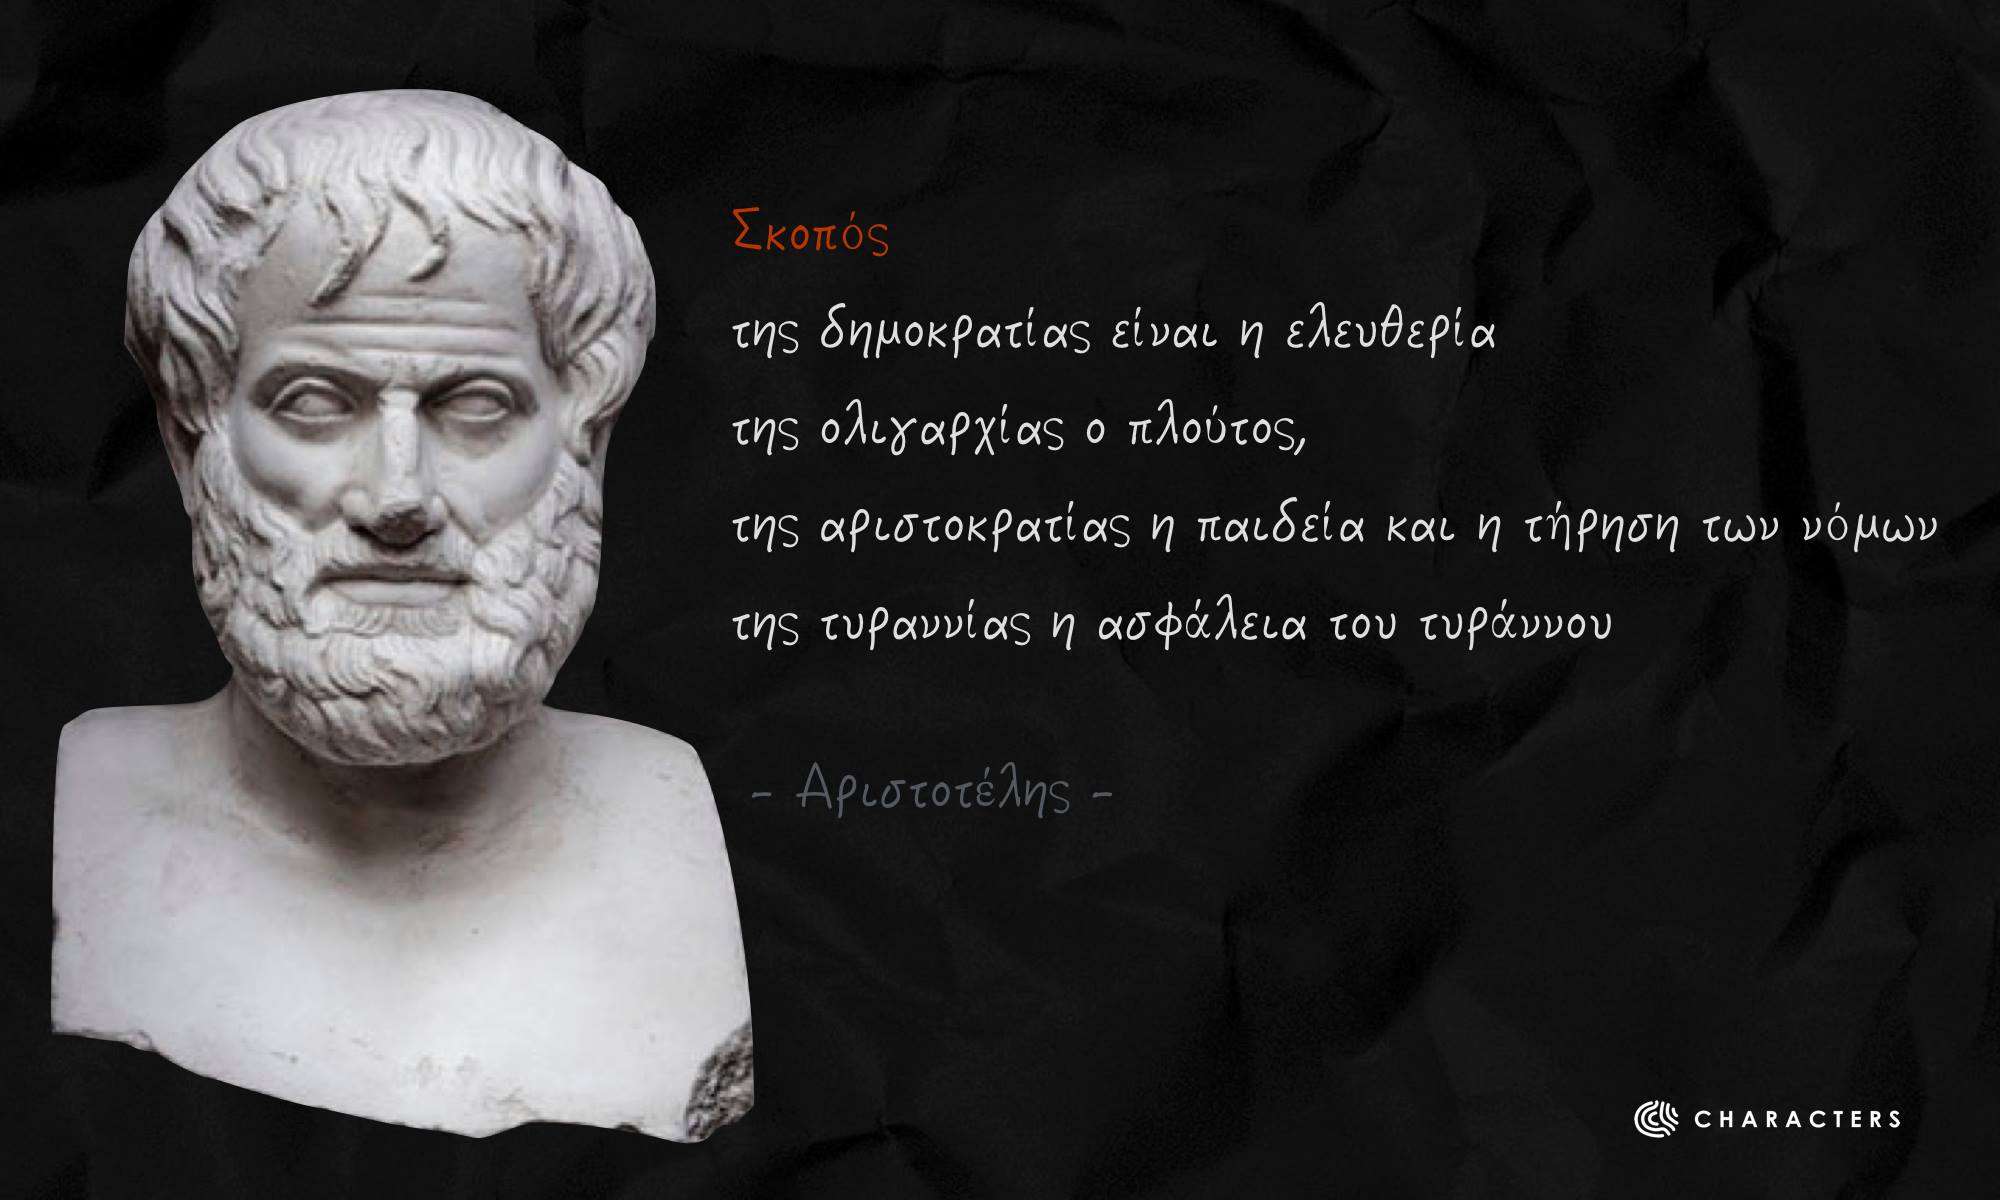 Σκοπός
της δημοκρατίας είναι η ελευθερία
της ολιγαρχίας ο πλούτος,
της αριστοκρατίας η παιδεία και η τήρηση των νόμων
της τυραννίας η ασφάλεια του τυράννου
- Αριστοτέλης -
CHARACTERS